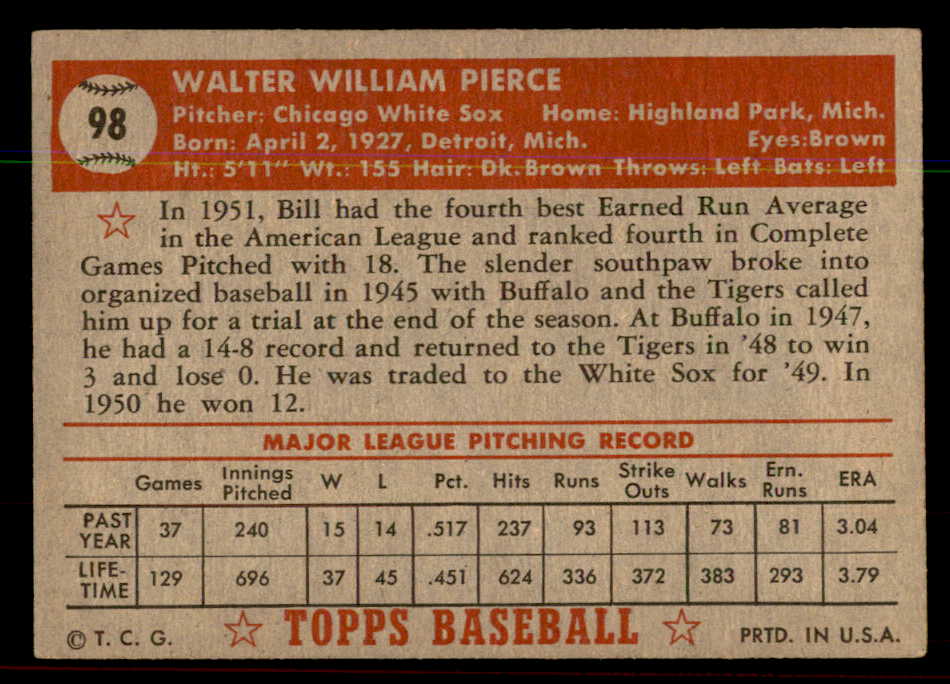 98
WALTER WILLIAM PIERCE
Pitcher: Chicago White Sox Home: Highland Park, Mich.
Born: April 2, 1927, Detroit, Mich. Eyes:Brown
Ht.: 5'11" Wt.: 155 Hair: Dk. Brown Throws: Left Bats: Left
In 1951, Bill had the fourth best Earned Run Average
in the American League and ranked fourth in Complete
Games Pitched with 18. The slender southpaw broke into
organized baseball in 1945 with Buffalo and the Tigers called
him up for a trial at the end of the season. At Buffalo in 1947,
he had a 14-8 record and returned to the Tigers in '48 to win
3 and lose 0. He was traded to the White Sox for '49. In
1950 he won 12.
MAJOR LEAGUE PITCHING RECORD
Games Innings Pitched W L Pct. Hits Runs Strike Outs Walks Ern. Runs ERA
PAST YEAR 37 240 15 14 .517 237 93 113 73 81 3.04
LIFE-TIME 129 696 37 45 .451 624 336 372 383 293 3.79
© T. C. G. TOPPS BASEBALL PRTD. IN U.S.A.